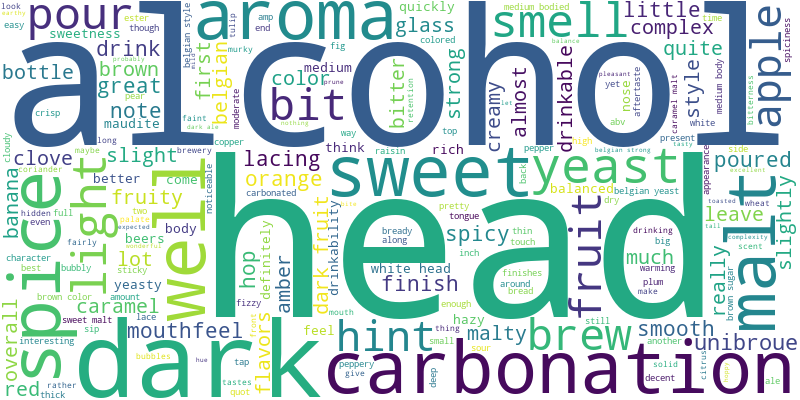 look
earthy
easy
pour
ester
though
sweetness
drink
bottle
brown
great
note
maudite
crisp
aroma
quickly
amp
end
first
belgian
belgian style
mild
murky
tulip
fig
colored
glass
color
medium
bit
moderate
faint
dark ale
nothing
copper
prune
retention
bitter
strong
alcohol
smell
medium bodied
creamy
almost
drinkable
pleasant
yet
nose
aftertaste
abv
little
complex
quite
style
caramel malt
white
medium body
time
bitterness
apple
spiciness
probably
pear
long
cloudy
clove
slight
brewery
way
think
rich
top
pepper
high
present
tasty
coriander
maybe
better
come
noticeable
lacing
raisin
sweet
yeast
belgian strong
side
excellent
poured
banana
fruity
carbonated
orange
back
balanced
belgian yeast
appearance
slightly
hidden
full
even
two
palate
body
drinkability
dark fruit
pretty
tongue
dry
toasted
wheat
leave
spice
light
well
head
fruit
drinking
big
much
tall
complexity
scent
malt
fairly
expected
wonderful
beers
lot
hop
definitely
amber
bready
along
spicy
thin
touch
inch
white head
finish
finishes
around
bread
warming
plum
make
really
brown sugar
character
best
bubbly
sticky
yeasty
brown color
amount
caramel
fizzy
mouth
enough
still
another
smooth
citrus
overall
sweet malt
lace
sip
interesting
mouthfeel
flavors
front
feel
hint
thing
small
hazy
malty
sour
brew
unibroue
red
rather
thick
dark
bubbles
hue
tap
tastes
quot
peppery
give
deep
carbonation
solid
decent
ale